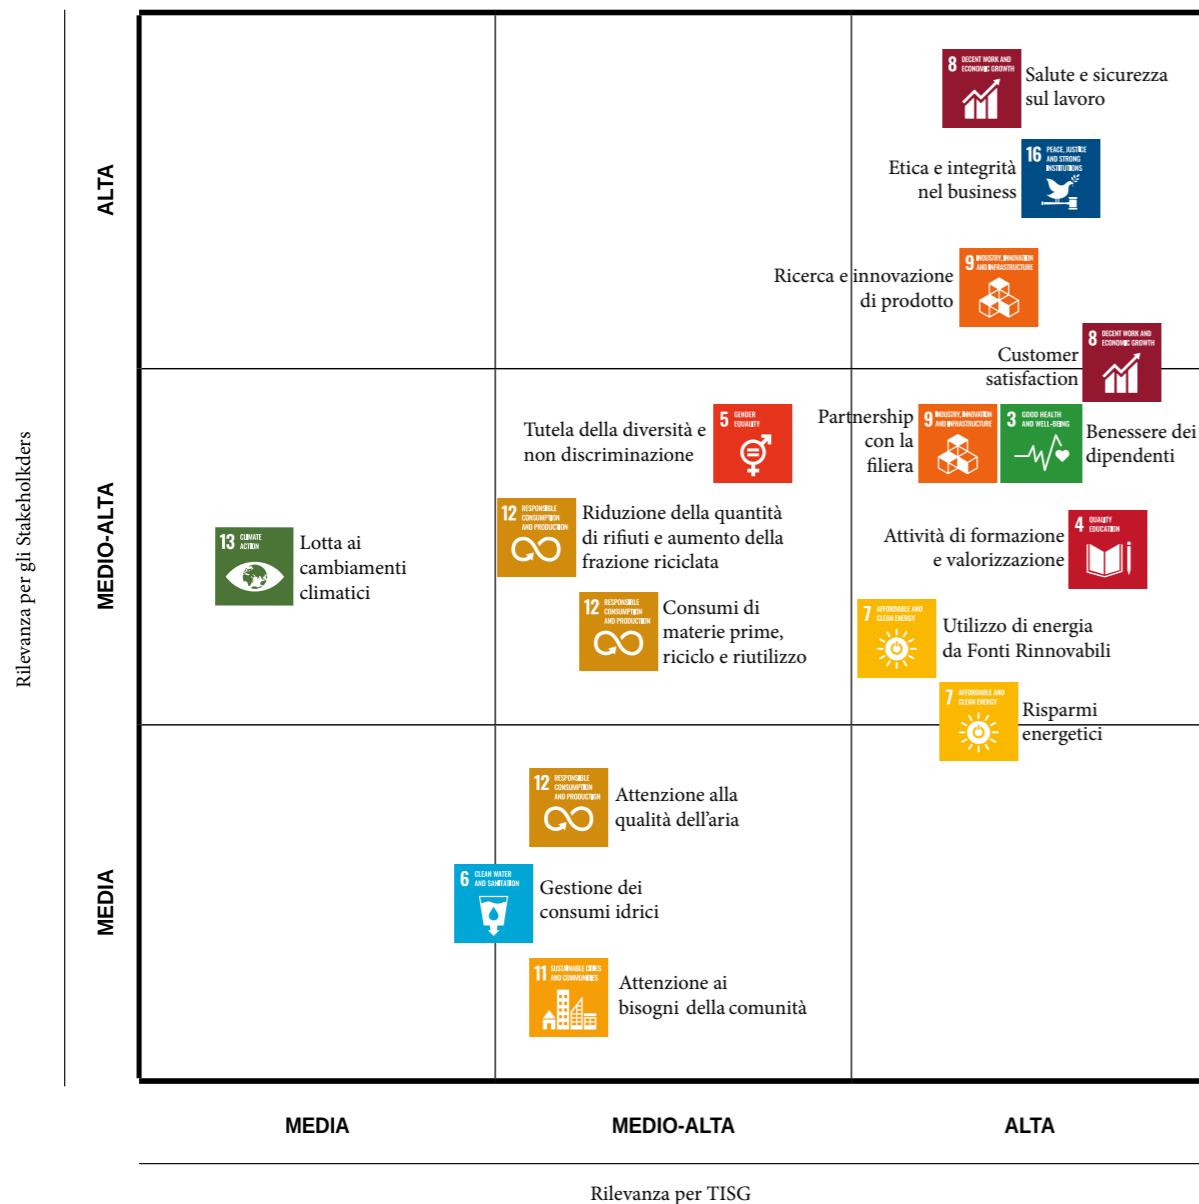 Rilevanza per gli Stakeholkders
ALTA
MEDIO-ALTA
MEDIA
8 DECENT WORK AND
ECONOMIC GROWTH
Salute e sicurezza
sul lavoro
Etica e integrità
nel business
16 PEACE, JUSTICE
AND STRONG
INSTITUTIONS
Ricerca e innovazione
di prodotto
9 INDUSTRY, INNOVATION
AND INFRASTRUCTURE
Customer
satisfaction
8 DECENT WORK AND
ECONOMIC GROWTH
Tutela della diversità e
non discriminazione
5 GENDER
EQUALITY
Partnership
con la
filiera
9 INDUSTRY, INNOVATION
AND INFRASTRUCTURE
3 GOOD HEALTH
AND WELL-BEING
Benessere dei
dipendenti
12 RESPONSIBLE
CONSUMPTION
AND PRODUCTION
Riduzione della quantità
di rifiuti e aumento della
frazione riciclata
Attività di formazione
e valorizzazione
4 QUALITY
EDUCATION
13 CLIMATE
ACTION
Lotta ai
cambiamenti
climatici
12 RESPONSIBLE
CONSUMPTION
AND PRODUCTION
Consumi di
materie prime,
riciclo e riutilizzo
7 AFFORDABLE AND
CLEAN ENERGY
Utilizzo di energia
da Fonti Rinnovabili
7 AFFORDABLE AND
CLEAN ENERGY
Risparmi
energetici
12 RESPONSIBLE
CONSUMPTION
AND PRODUCTION
Attenzione alla
qualità dell'aria
6 CLEAN WATER
AND SANITATION
Gestione dei
consumi idrici
11 SUSTAINABLE CITIES
AND COMMUNITIES
Attenzione ai
bisogni della comunità
MEDIA
MEDIO-ALTA
ALTA
Rilevanza per TISG